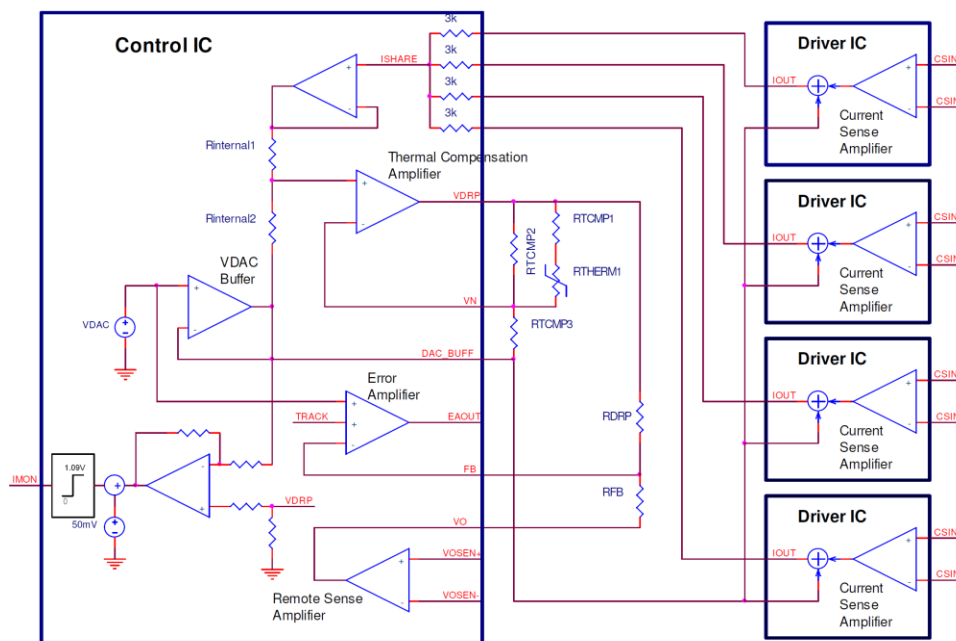 Control IC
3k
3k
3k
3k
ISHARE
Rinternal1
Thermal Compensation
Amplifier
VDRP
RTCMP1
RTCMP2
Rinternal2
RTHERM1
VDAC
Buffer
VN
RTCMP3
VDAC
DAC_BUFF
Error
Amplifier
TRACK
EAOUT
RDRP
FB
RFB
IMON
1.09V
0
50mV
VDRP
VO
VOSEN+
VOSEN-
Remote Sense
Amplifier
Driver IC
CSIN
IOUT
CSIN
Current
Sense
Amplifier
Driver IC
CSIN
IOUT
CSIN
Current
Sense
Amplifier
Driver IC
CSIN
IOUT
CSIN
Current
Sense
Amplifier
Driver IC
CSIN
IOUT
CSIN
Current
Sense
Amplifier